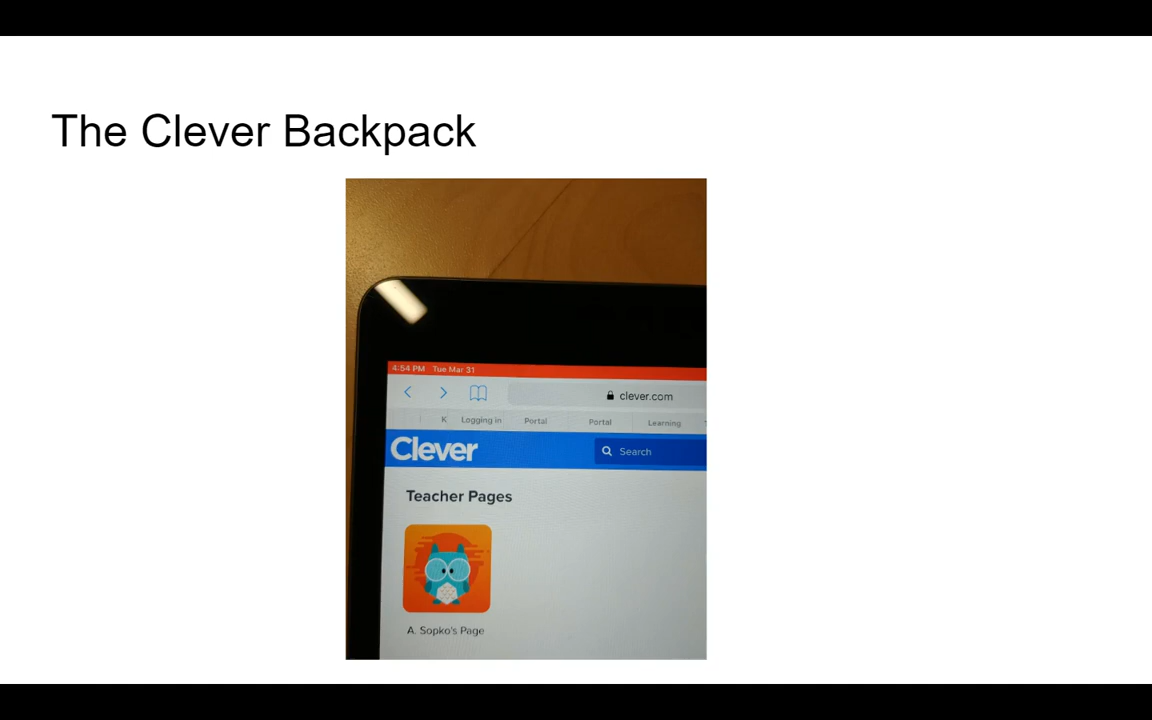 The Clever Backpack
4:54 PM Tue Mar 31
clever.com
K Logging in Portal Portal Learning
Clever
Search
Teacher Pages
A. Sopko's Page